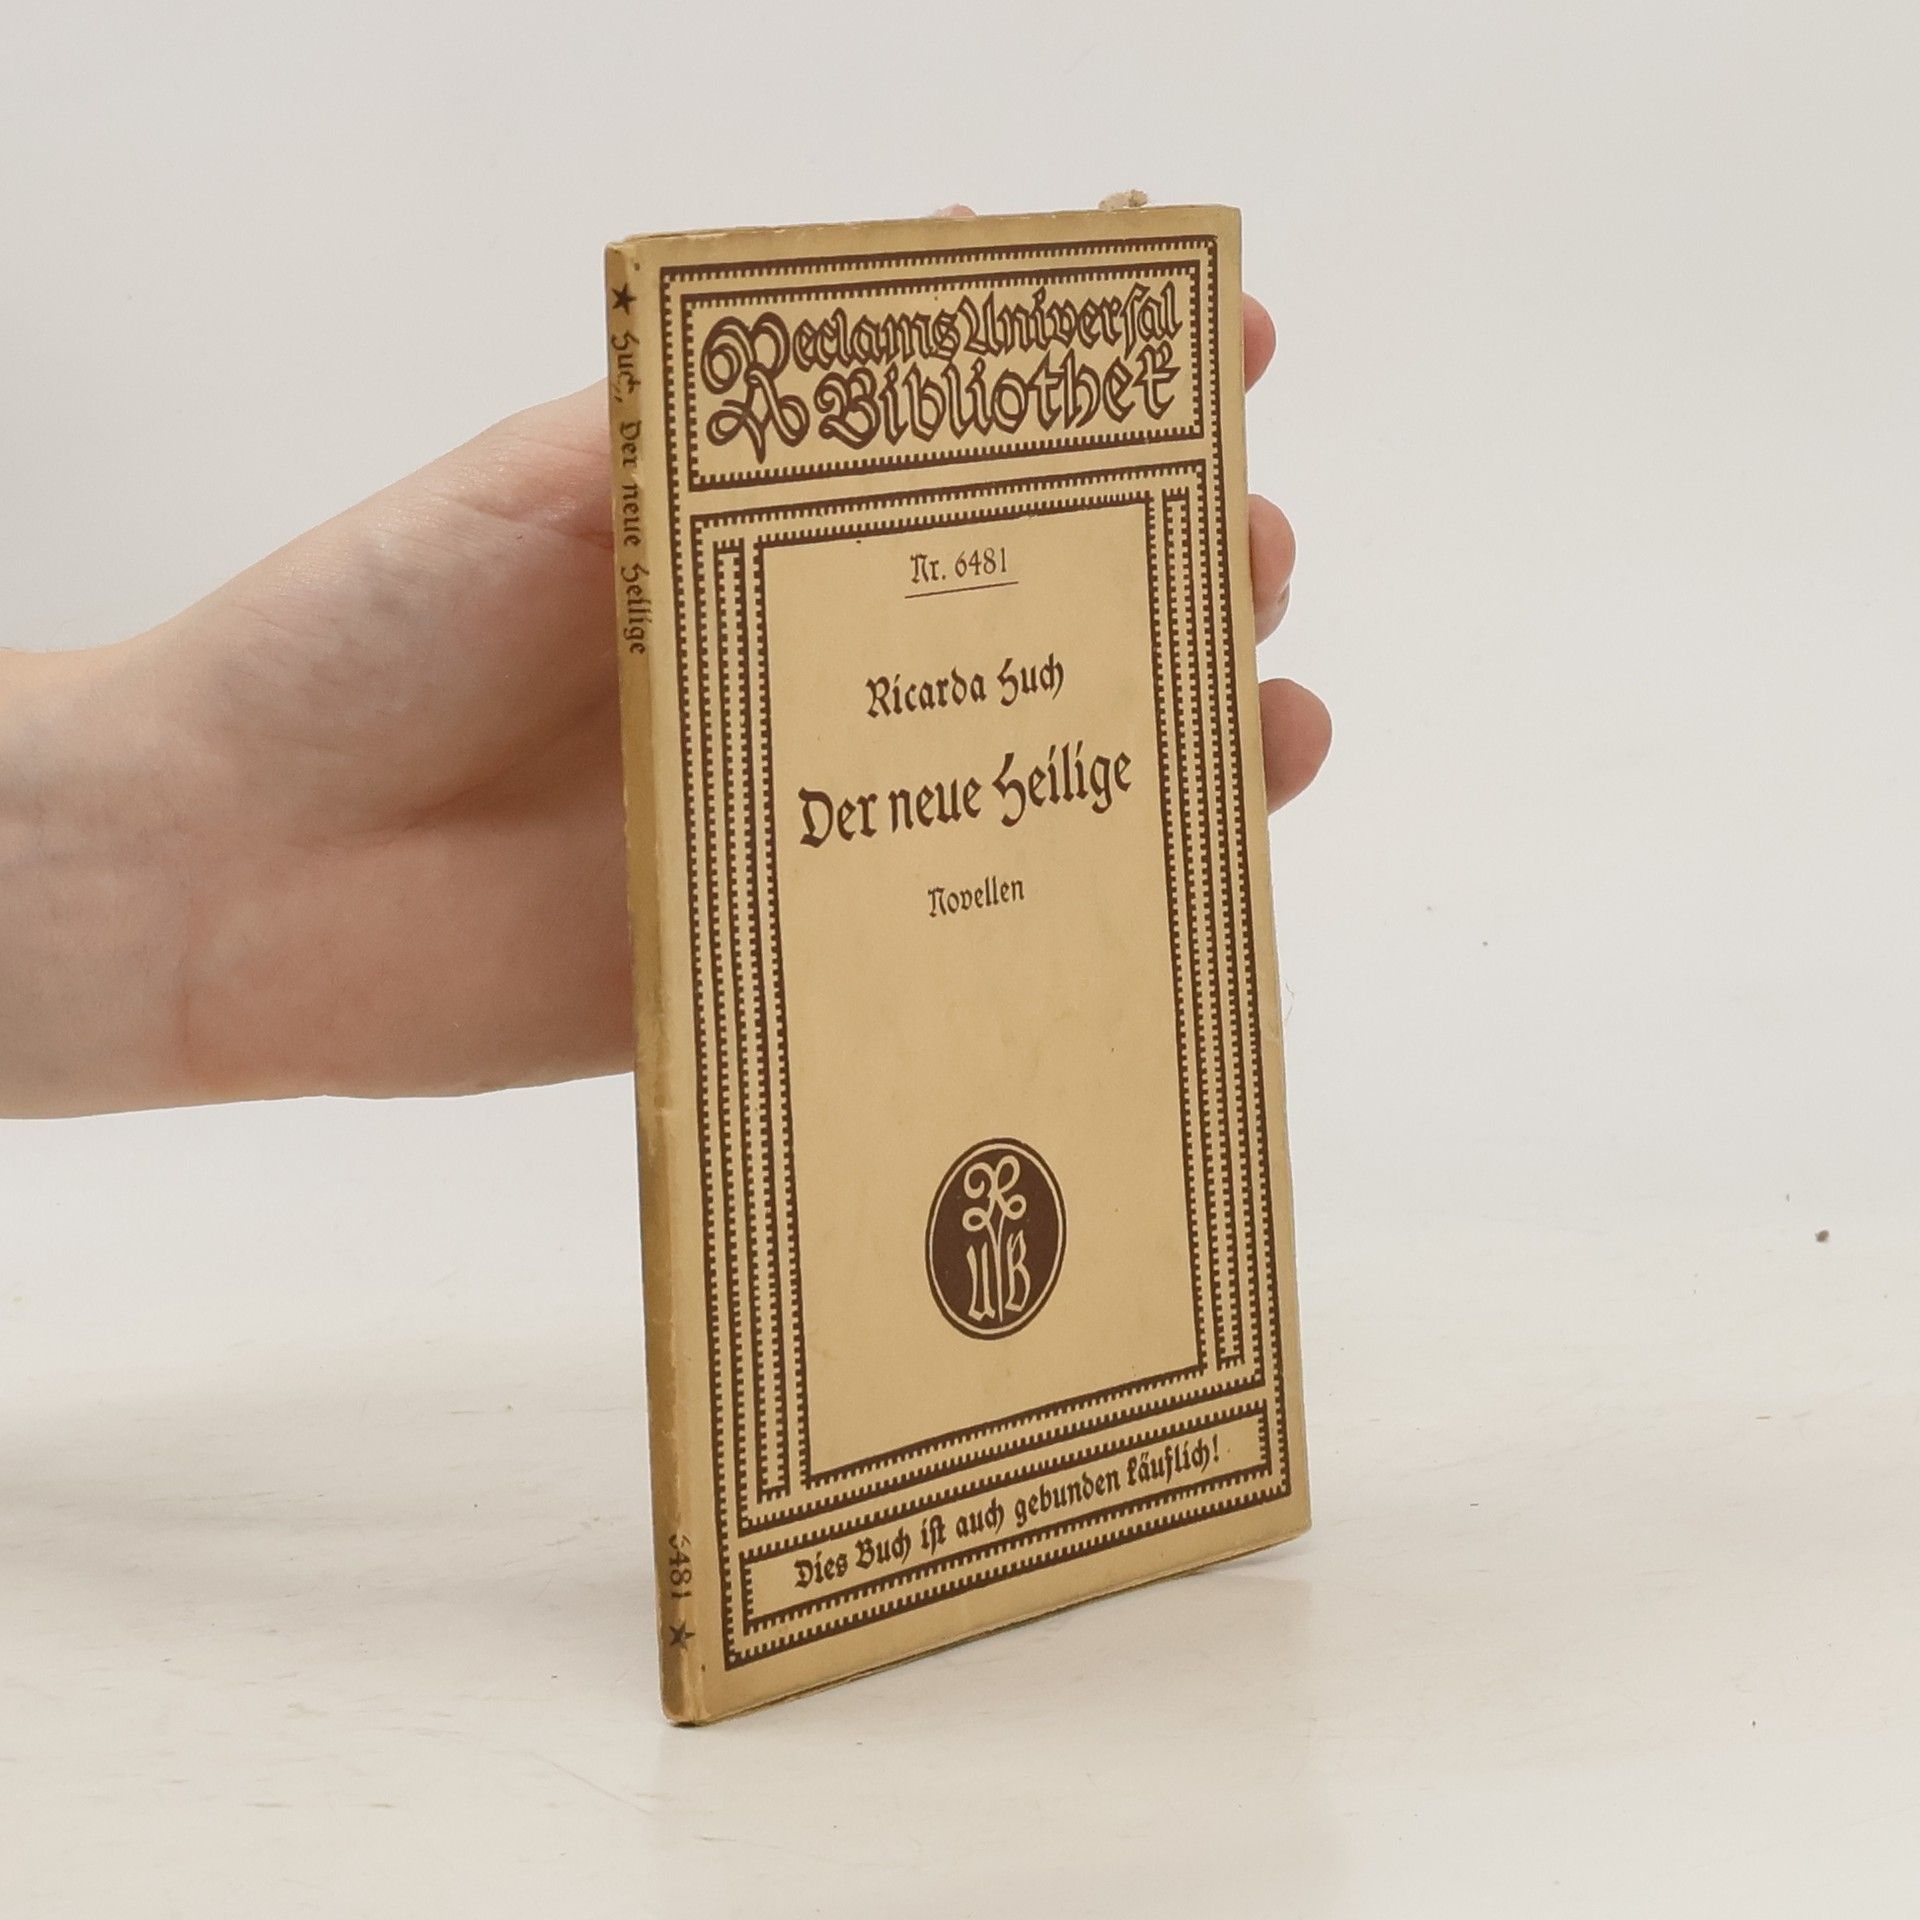 ★ Huch, Der neue Heilige
6481 ★
Reclams Universal
Bibliothek
Nr. 6481
Ricarda Huch
Der neue Heilige
Novellen
R
UB
Dies Buch ist auch gebunden käuflich!